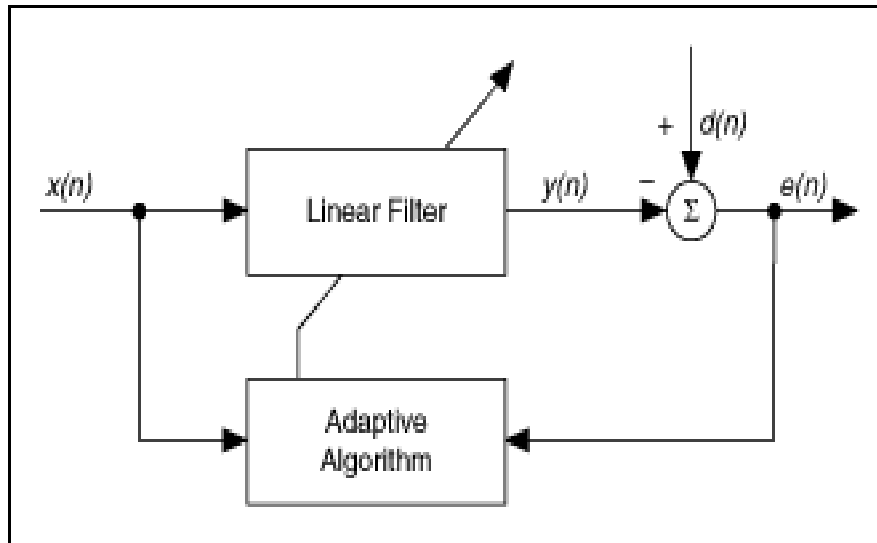 + d(n)
x(n)
Linear Filter
y(n)
−
Σ
e(n)
Adaptive
Algorithm